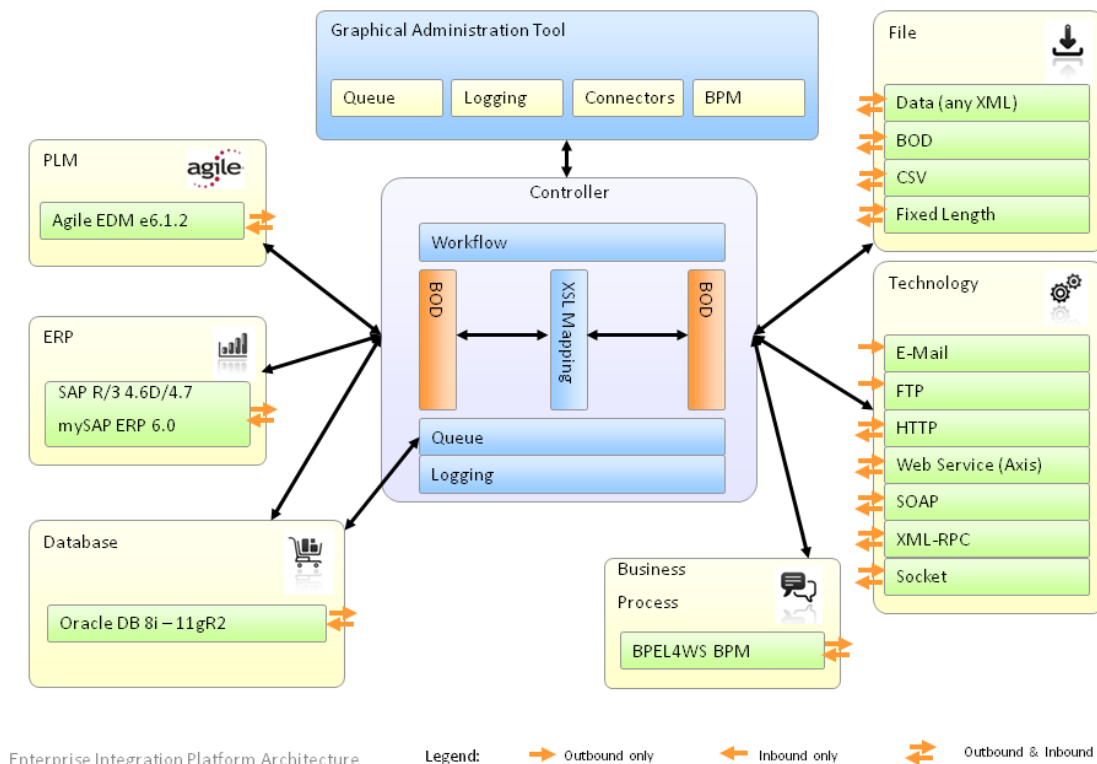 Graphical Administration Tool
Queue
Logging
Connectors
BPM
File
Data (any XML)
BOD
CSV
Fixed Length
PLM
agile
Agile EDM e6.1.2
Controller
Workflow
BOD
XSL Mapping
BOD
Queue
Logging
Technology
E-Mail
FTP
HTTP
Web Service (Axis)
SOAP
XML-RPC
Socket
ERP
SAP R/3 4.6D/4.7
mySAP ERP 6.0
Database
Oracle DB 8i – 11gR2
Business
Process
BPEL4WS BPM
Enterprise Integration Platform Architecture
Legend:
Outbound only
Inbound only
Outbound & Inbound